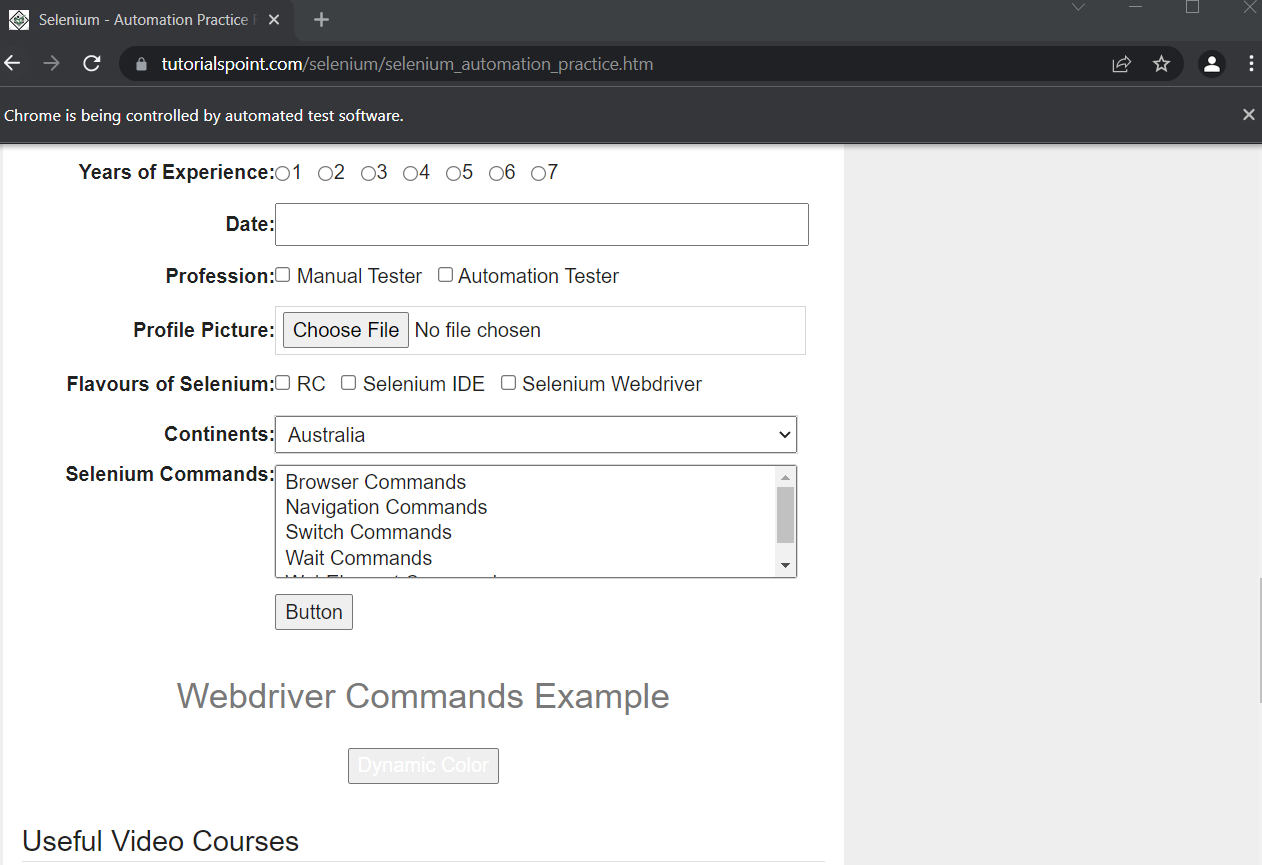 Selenium - Automation Practice
tutorialspoint.com/selenium/selenium_automation_practice.htm
Chrome is being controlled by automated test software.
Years of Experience: 1 2 3 4 5 6 7
Date:
Profession: Manual Tester Automation Tester
Profile Picture: Choose File No file chosen
Flavours of Selenium: RC Selenium IDE Selenium Webdriver
Continents: Australia
Selenium Commands: Browser Commands
Navigation Commands
Switch Commands
Wait Commands
Button
Webdriver Commands Example
Dynamic Color
Useful Video Courses